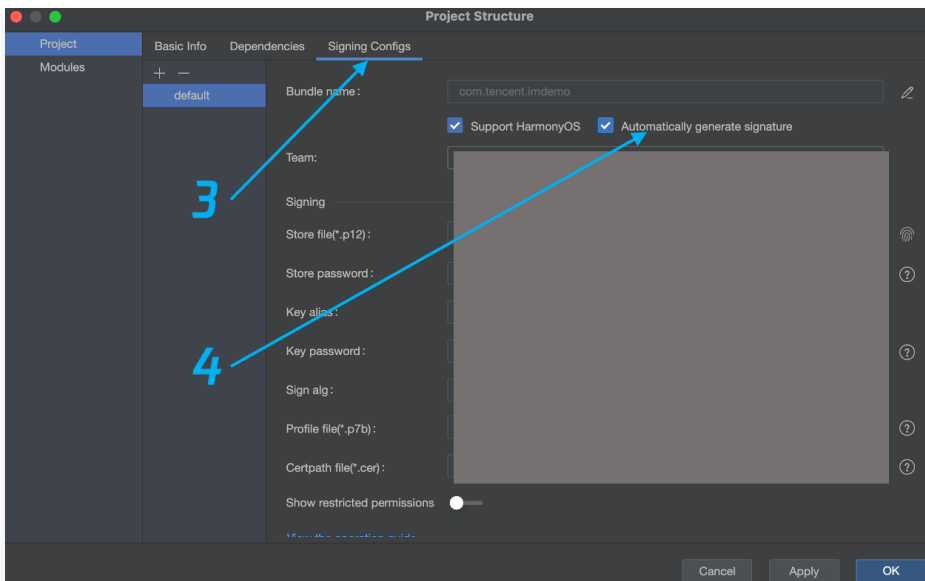 Project Structure
Project
Modules
Basic Info Dependencies Signing Configs
+ −
default
Bundle name : com.tencent.imdemo
Support HarmonyOS Automatically generate signature
Team:
3
Signing
Store file(*.p12) :
Store password :
Key alias :
Key password :
4
Sign alg :
Profile file(*.p7b) :
Certpath file(*.cer) :
Show restricted permissions
View the operation guide
Cancel Apply OK